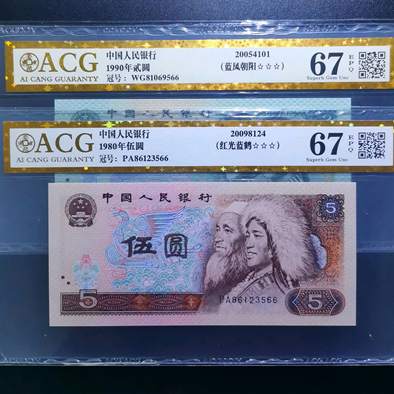 ACG
AI CANG GUARANTY
中国人民银行
1990年贰圆
冠号：WG81069566
20054101
(蓝凤朝阳☆☆☆)
67 EPQ
Superb Gem Unc
ACG
AI CANG GUARANTY
中国人民银行
1980年伍圆
冠号：PA86123566
20098124
(红光蓝鹤☆☆☆)
67 EPQ
Superb Gem Unc
中国人民银行
5
伍圆
PA86123566
5
5